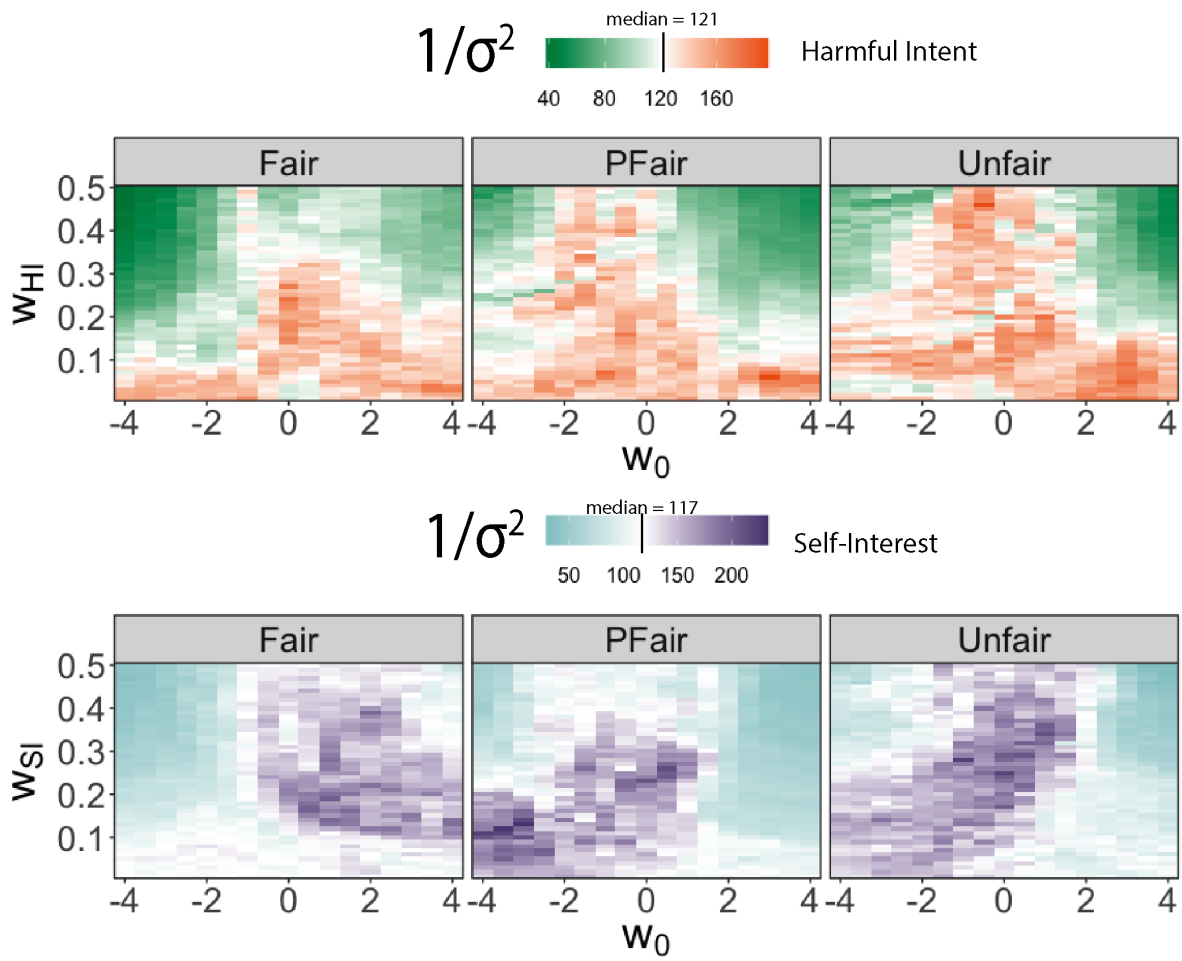 median = 121
1/σ² Harmful Intent
40 80 120 160
Fair PFair Unfair
0.5
0.4
0.3
0.2
0.1
wHI
-4 -2 0 2 4 -4 -2 0 2 4 -4 -2 0 2 4
w0
median = 117
1/σ² Self-Interest
50 100 150 200
Fair PFair Unfair
0.5
0.4
0.3
0.2
0.1
wSI
-4 -2 0 2 4 -4 -2 0 2 4 -4 -2 0 2 4
w0